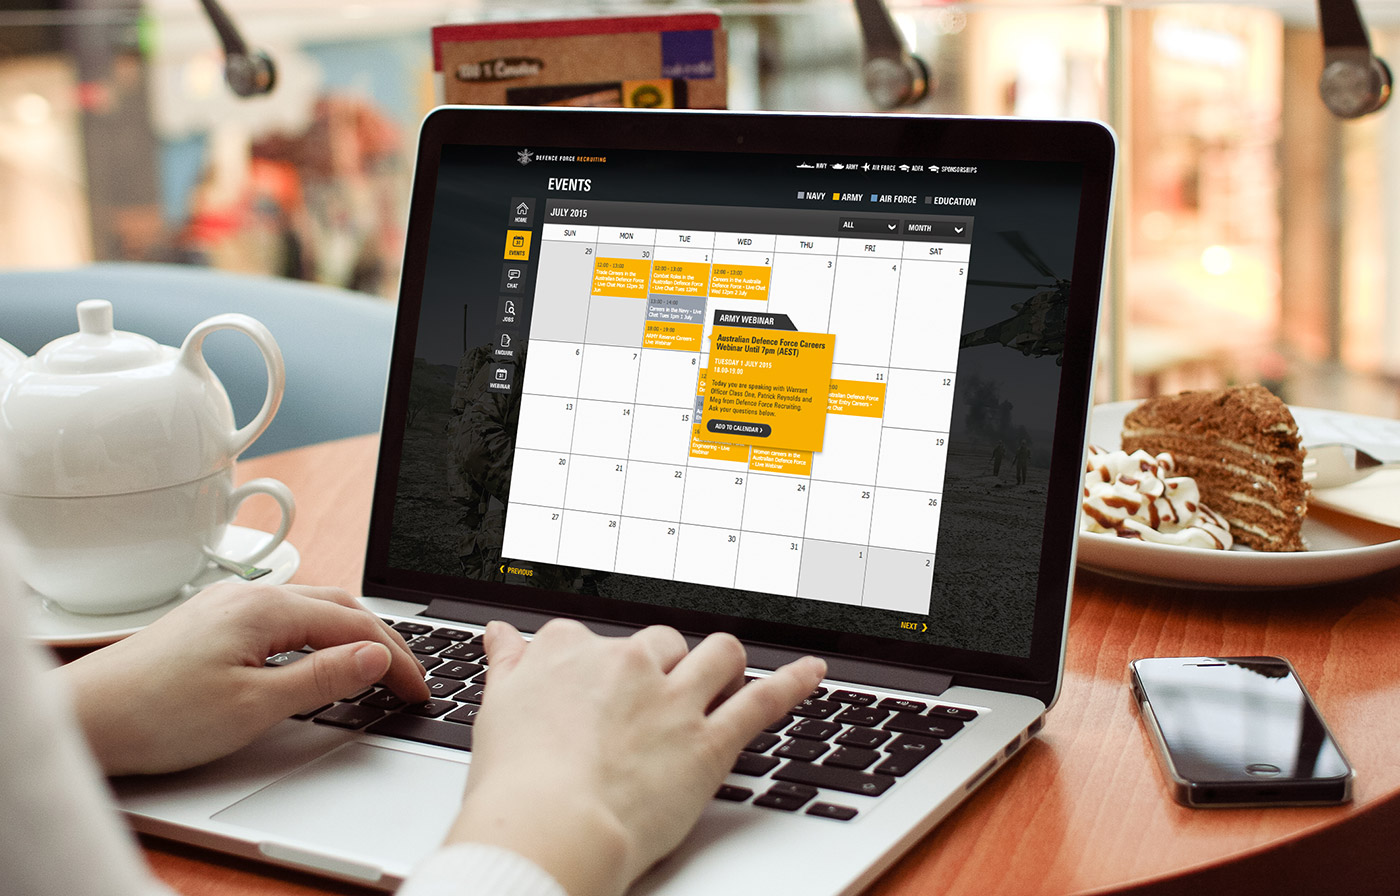 100 % Coton
DEFENCE FORCE RECRUITING
NAVY ARMY AIR FORCE ADFA SPONSORSHIPS
EVENTS
NAVY ARMY AIR FORCE EDUCATION
JULY 2015 ALL MONTH
SUN MON TUE WED THU FRI SAT
HOME
EVENTS
CHAT
JOBS
ENQUIRE
WEBINAR
29 30 1 2 3 4 5
12:00 - 13:00
Trade Careers in the
Australian Defence Force
- Live Chat Mon 12pm 30
Jun
12:00 - 13:00
Combat Roles in the
Australian Defence Force
- Live Chat Tues 12PM
12:00 - 13:00
Careers in the Australia
Defence Force - Live Chat
Wed 12pm 2 July
13:00 - 14:00
Careers in the Navy - Live
Chat Tues 1pm 1 July
18:00 - 19:00
ARMY Reserve Careers -
Live Webinar
ARMY WEBINAR
Australian Defence Force Careers
Webinar Until 7pm (AEST)
TUESDAY 1 JULY 2015
18.00-19.00
Today you are speaking with Warrant
Officer Class One, Patrick Reynolds and
Meg from Defence Force Recruiting.
Ask your questions below.
ADD TO CALENDAR
6 7 8 11 12
Australian Defence Force
Officer Entry Careers -
Chat
13 14 15 19
Engineering - Live
Webinar
Women careers in the
Australian Defence Force
- Live Webinar
20 21 22 23 24 25 26
27 28 29 30 31 1 2
PREVIOUS
NEXT